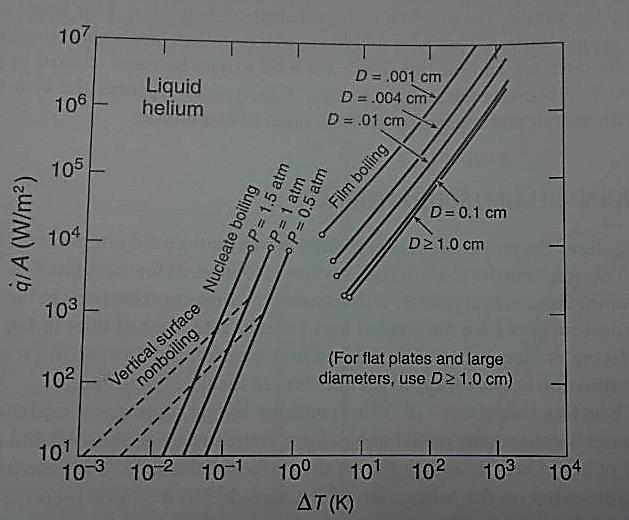 10⁷
10⁶
10⁵
10⁴
10³
10²
10¹
q̇/A (W/m²)
Liquid
helium
D = .001 cm
D = .004 cm
D = .01 cm
Film boiling
Nucleate boiling
P = 1.5 atm
P = 1 atm
P = 0.5 atm
D = 0.1 cm
D ≥ 1.0 cm
Vertical surface
nonboiling
(For flat plates and large
diameters, use D ≥ 1.0 cm)
10⁻³ 10⁻² 10⁻¹ 10⁰ 10¹ 10² 10³ 10⁴
ΔT (K)